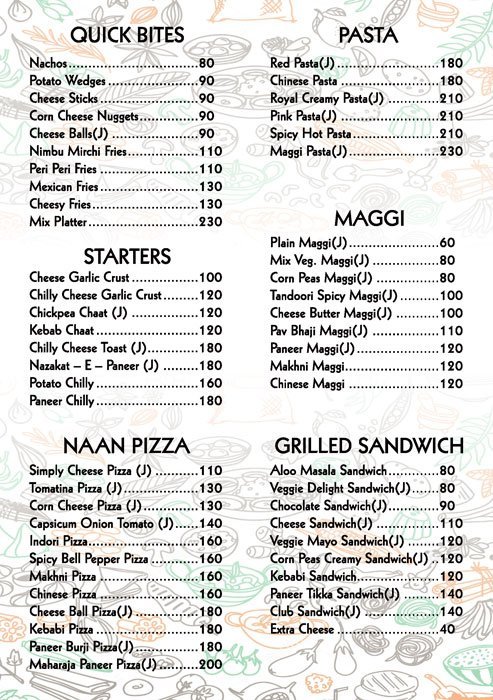 QUICK BITES
Nachos..............................80
Potato Wedges.....................90
Cheese Sticks.......................90
Corn Cheese Nuggets..............90
Cheese Balls(J) ....................90
Nimbu Mirchi Fries.................110
Peri Peri Fries ......................110
Mexican Fries.......................130
Cheesy Fries.........................130
Mix Platter..........................230
STARTERS
Cheese Garlic Crust ...............100
Chilly Cheese Garlic Crust.........120
Chickpea Chaat (J) ................120
Kebab Chaat ........................120
Chilly Cheese Toast (J)............180
Nazakat – E – Paneer (J) ........180
Potato Chilly ........................160
Paneer Chilly ........................180
NAAN PIZZA
Simply Cheese Pizza (J) ...........110
Tomatina Pizza (J)..................130
Corn Cheese Pizza (J) .............130
Capsicum Onion Tomato (J)......140
Indori Pizza..........................160
Spicy Bell Pepper Pizza ............160
Makhni Pizza ........................160
Chinese Pizza .......................160
Cheese Ball Pizza(J)................180
Kebabi Pizza ........................180
Paneer Burji Pizza(J)...............180
Maharaja Paneer Pizza(J) .........200
PASTA
Red Pasta(J)........................180
Chinese Pasta .......................180
Royal Creamy Pasta(J) ............210
Pink Pasta(J) .......................210
Spicy Hot Pasta.....................210
Maggi Pasta(J)......................230
MAGGI
Plain Maggi(J)......................60
Mix Veg. Maggi(J) ................80
Corn Peas Maggi(J) ...............80
Tandoori Spicy Maggi(J) .........100
Cheese Butter Maggi(J) ..........100
Pav Bhaji Maggi(J) ................110
Paneer Maggi(J)....................120
Makhni Maggi.......................120
Chinese Maggi ......................120
GRILLED SANDWICH
Aloo Masala Sandwich.............80
Veggie Delight Sandwich(J).......80
Chocolate Sandwich(J).............90
Cheese Sandwich(J) ...............110
Veggie Mayo Sandwich(J) ........120
Corn Peas Creamy Sandwich(J) ..120
Kebabi Sandwich....................120
Paneer Tikka Sandwich(J) ........140
Club Sandwich(J) ..................140
Extra Cheese ........................40